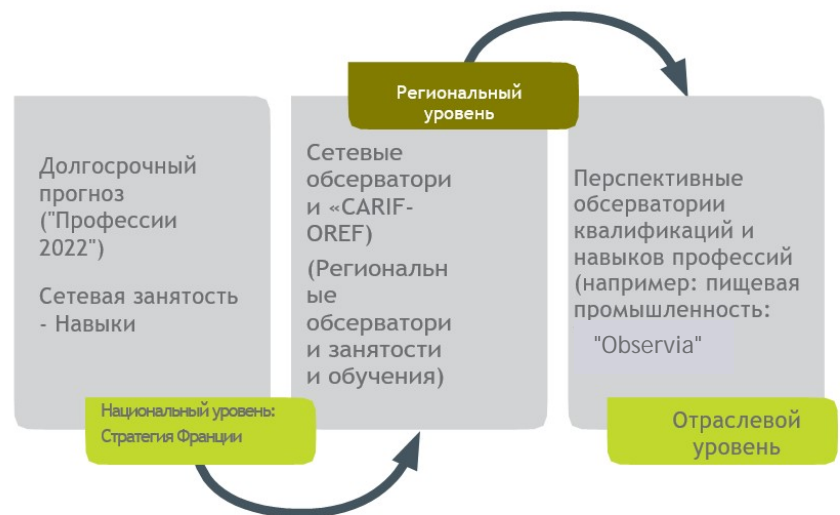 Долгосрочный
прогноз
("Профессии
2022")
Сетевая занятость
- Навыки
Национальный уровень:
Стратегия Франции
Региональный
уровень
Сетевые
обсерватори
и «CARIF-
OREF)
(Региональн
ые
обсерватори
и занятости
и обучения)
Перспективные
обсерватории
квалификаций и
навыков профессий
(например: пищевая
промышленность:
"Observia"
Отраслевой
уровень